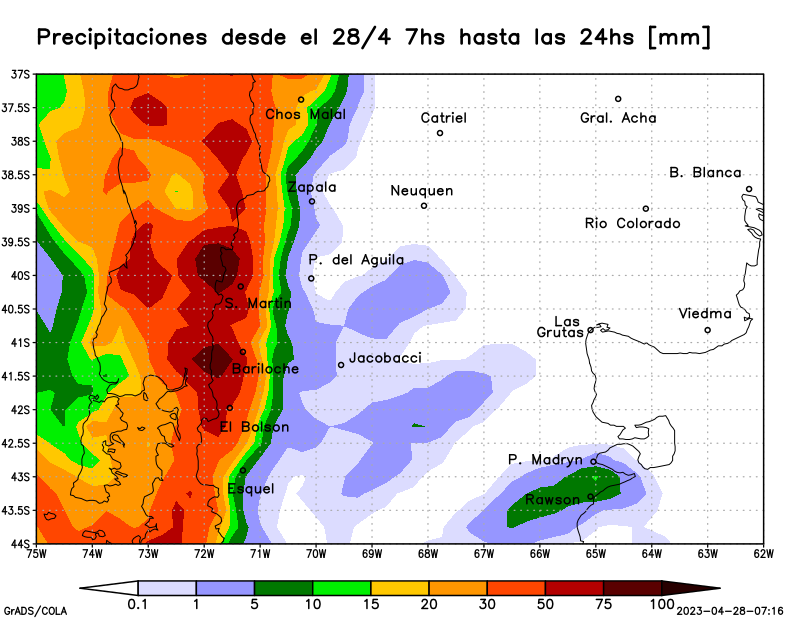 Precipitaciones desde el 28/4 7hs hasta las 24hs [mm]
37S
37.5S
38S
38.5S
39S
39.5S
40S
40.5S
41S
41.5S
42S
42.5S
43S
43.5S
44S
Chos Malal
Catriel
Gral. Acha
B. Blanca
Zapala
Neuquen
Rio Colorado
P. del Aguila
S. Martin
Viedma
Las
Grutas
Bariloche
Jacobacci
El Bolson
P. Madryn
Esquel
Rawson
75W 74W 73W 72W 71W 70W 69W 68W 67W 66W 65W 64W 63W 62W
0.1 1 5 10 15 20 30 50 75 100
GrADS/COLA
2023-04-28-07:16